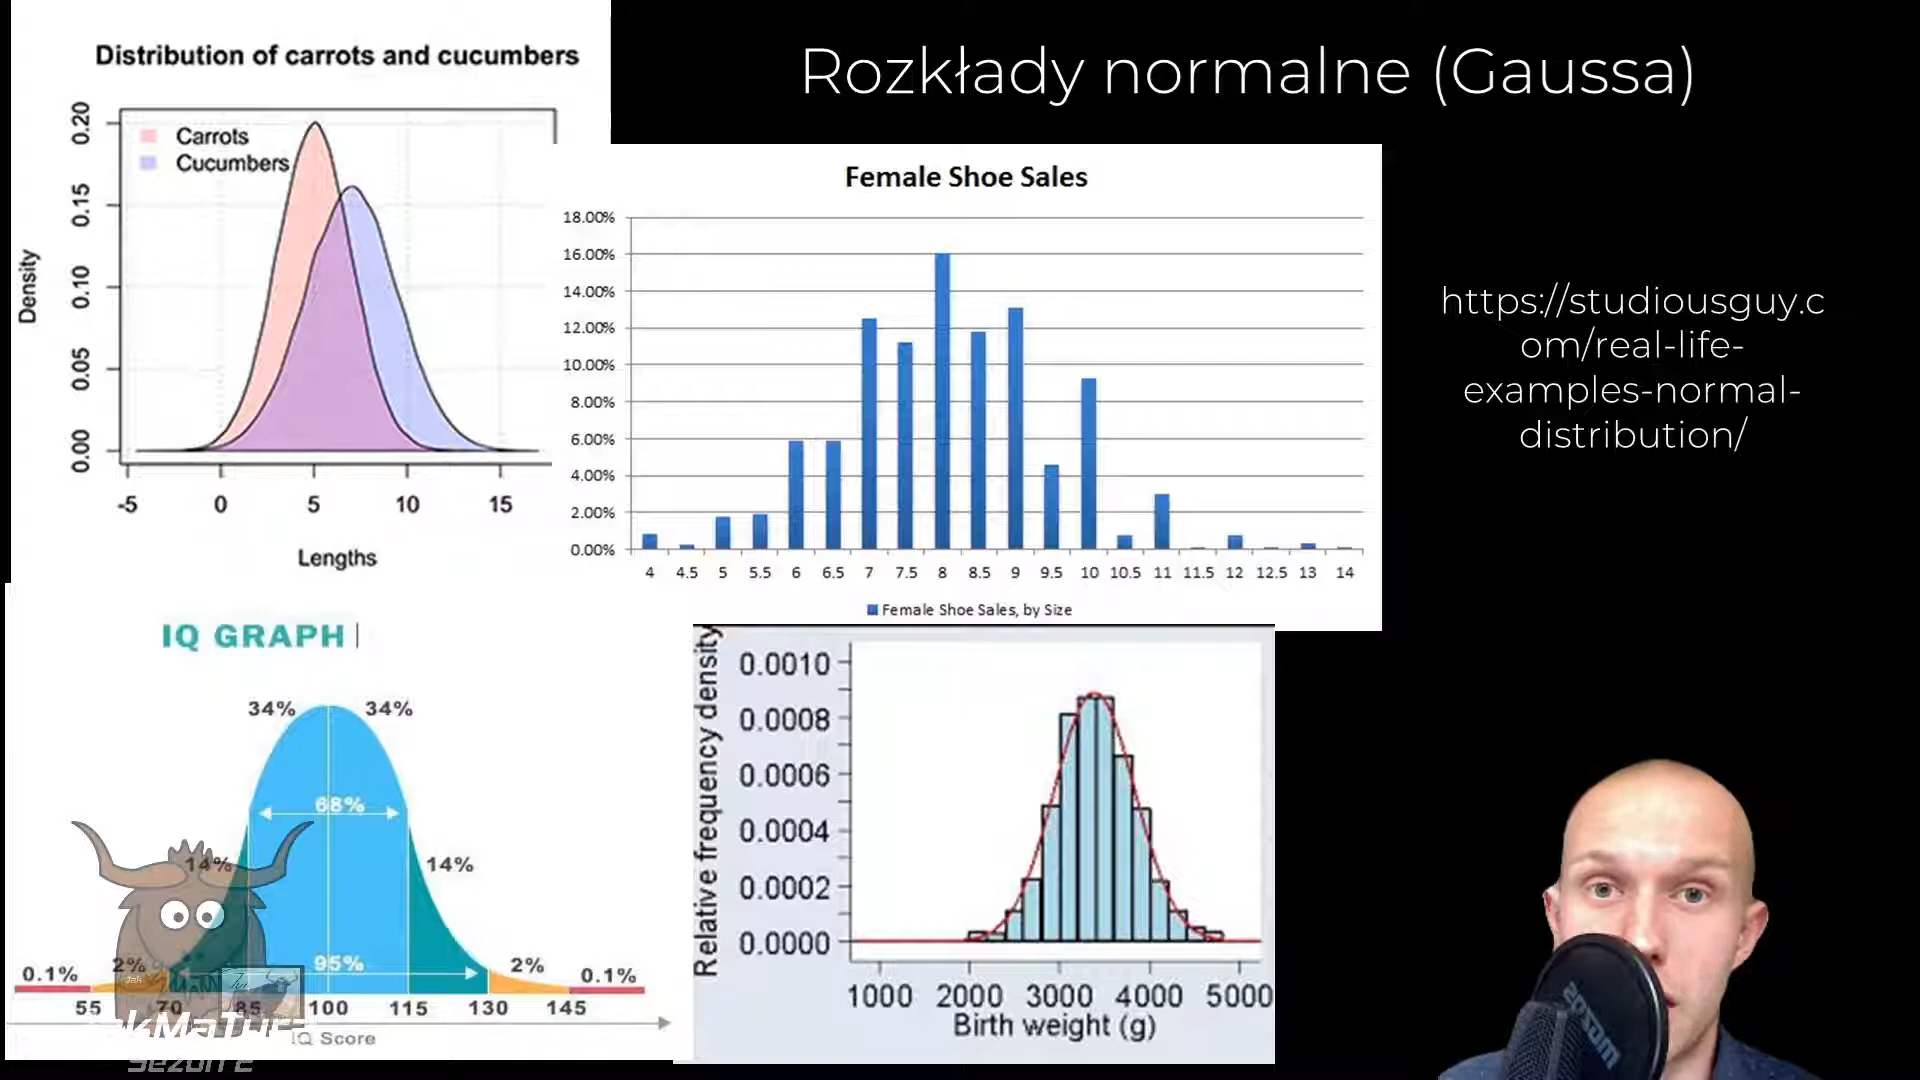 Rozkłady normalne (Gaussa)
Distribution of carrots and cucumbers
Carrots
Cucumbers
0.20
0.15
0.10
0.05
0.00
Density
-5 0 5 10 15
Lengths
Female Shoe Sales
18.00%
16.00%
14.00%
12.00%
10.00%
8.00%
6.00%
4.00%
2.00%
0.00%
4 4.5 5 5.5 6 6.5 7 7.5 8 8.5 9 9.5 10 10.5 11 11.5 12 12.5 13 14
Female Shoe Sales, by Size
https://studiousguy.c
om/real-life-
examples-normal-
distribution/
IQ GRAPH
34% 34%
68%
14% 14%
95%
0.1% 2% 2% 0.1%
55 70 85 100 115 130 145
IQ Score
JakMaTura
Sezon 2
Relative frequency density
0.0010
0.0008
0.0006
0.0004
0.0002
0.0000
1000 2000 3000 4000 5000
Birth weight (g)
ZOOM